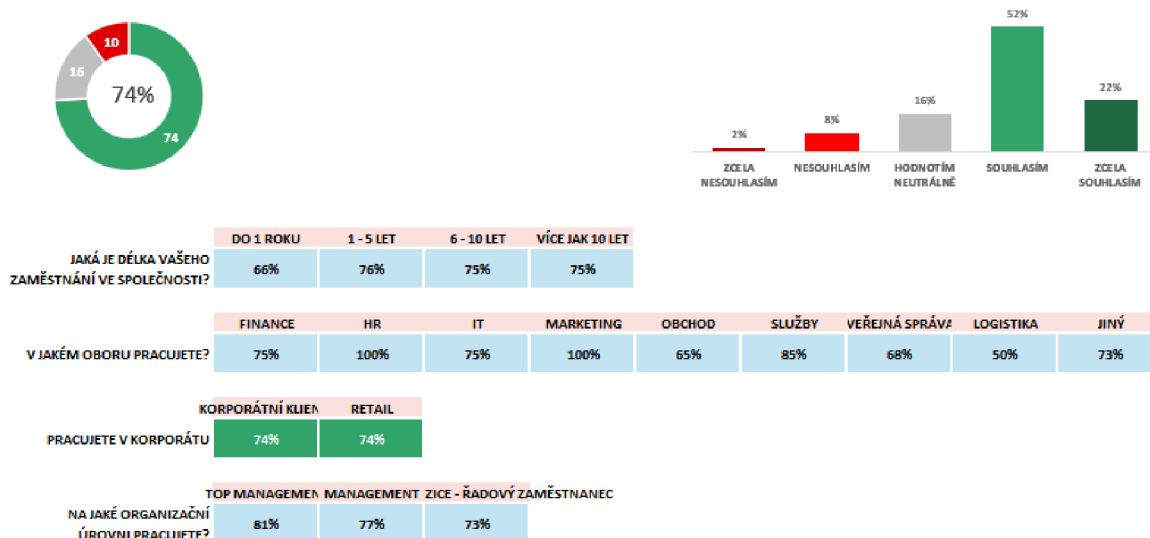 10
16
74%
74
52%
22%
16%
8%
2%
ZCELA NESOUHLASÍM
NESOUHLASÍM
HODNOTÍM NEUTRÁLNĚ
SOUHLASÍM
ZCELA SOUHLASÍM
DO 1 ROKU 1 - 5 LET 6 - 10 LET VÍCE JAK 10 LET
JAKÁ JE DÉLKA VAŠEHO
ZAMĚSTNÁNÍ VE SPOLEČNOSTI?
66% 76% 75% 75%
FINANCE HR IT MARKETING OBCHOD SLUŽBY VEŘEJNÁ SPRÁVA LOGISTIKA JINÝ
V JAKÉM OBORU PRACUJETE? 75% 100% 75% 100% 65% 85% 68% 50% 73%
KORPORÁTNÍ KLIEN RETAIL
PRACUJETE V KORPORÁTU 74% 74%
TOP MANAGEMEN MANAGEMENT ZICE - ŘADOVÝ ZAMĚSTNANEC
NA JAKÉ ORGANIZAČNÍ
ÚROVNI PRACUJETE?
81% 77% 73%